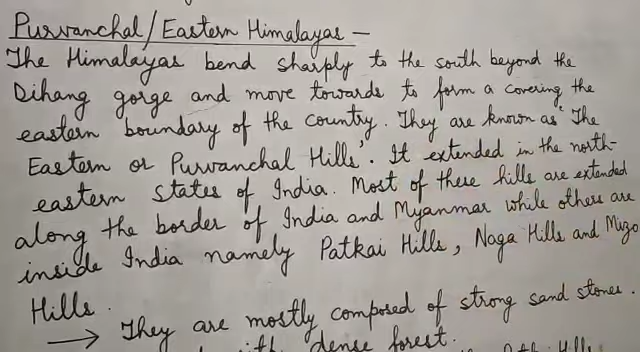 Purvanchal/Eastern Himalayas —
The Himalayas bend sharply to the south beyond the
Dihang gorge and move towards to form a covering the
eastern boundary of the country. They are known as 'The
Eastern or Purvanchal Hills'. It extended in the north-
eastern states of India. Most of these hills are extended
along the border of India and Myanmar while others are
inside India namely Patkai Hills, Naga Hills and Mizo
Hills.
→ They are mostly composed of strong sand stones.
with dense forest.